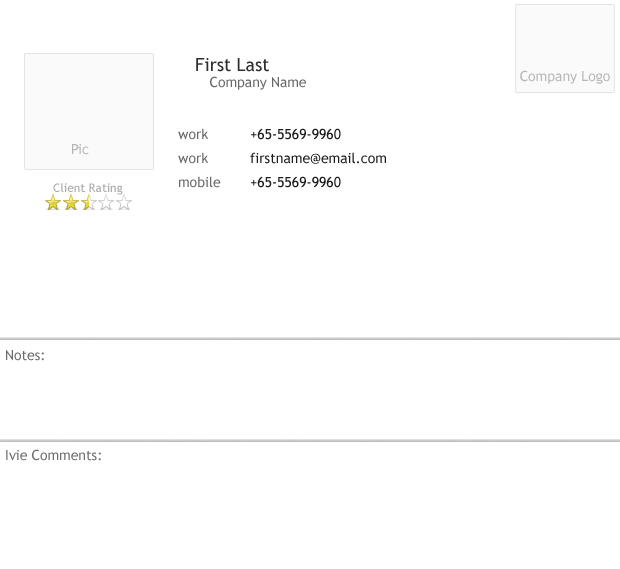 Company Logo
First Last
Company Name
Pic
work +65-5569-9960
work firstname@email.com
mobile +65-5569-9960
Client Rating
Notes:
Ivie Comments: